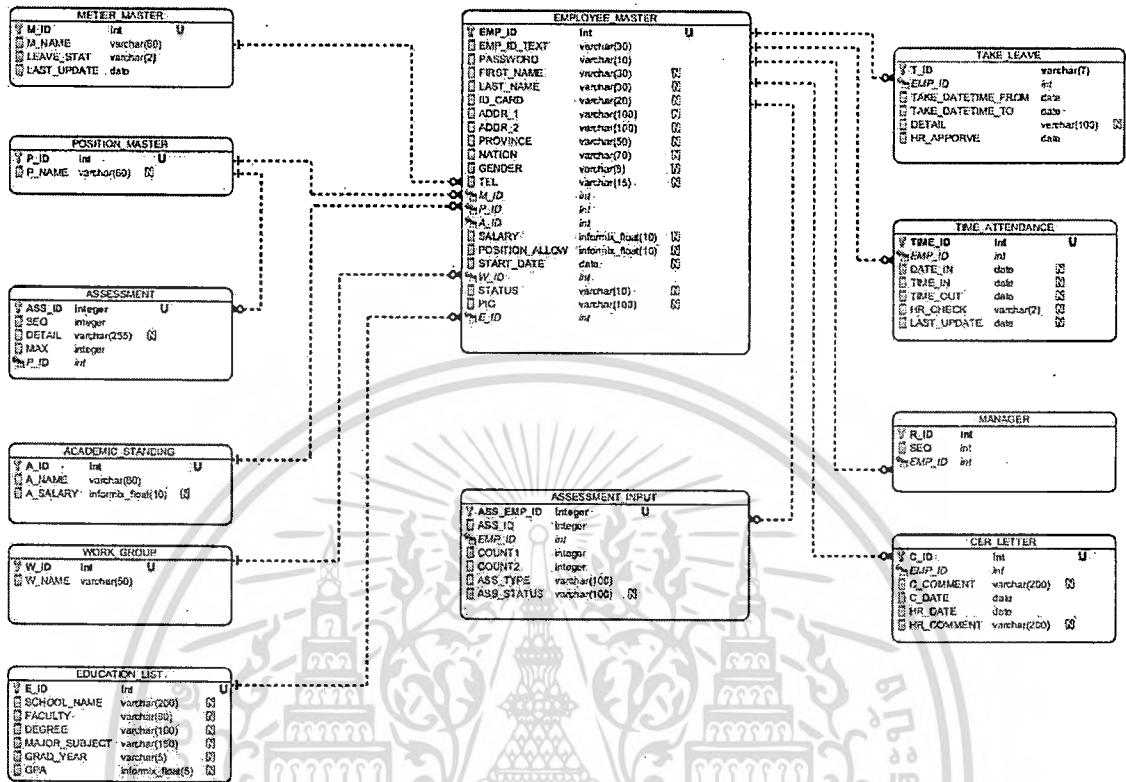 METIER_MASTER
M_ID int U
M_NAME varchar(60)
LEAVE_STAT varchar(2)
LAST_UPDATE date
POSITION_MASTER
P_ID int U
P_NAME varchar(60) N
ASSESSMENT
ASS_ID integer U
SEQ integer
DETAIL varchar(255) N
MAX integer
P_ID int
ACADEMIC_STANDING
A_ID int U
A_NAME varchar(60)
A_SALARY informix_float(10) N
WORK_GROUP
W_ID int U
W_NAME varchar(50)
EDUCATION_LIST
E_ID int U
SCHOOL_NAME varchar(200) N
FACULTY varchar(80) N
DEGREE varchar(100) N
MAJOR_SUBJECT varchar(150) N
GRAD_YEAR varchar(5) N
GPA informix_float(5) N
EMPLOYEE_MASTER
EMP_ID int U
EMP_ID_TEXT varchar(30)
PASSWORD varchar(10)
FIRST_NAME varchar(30) N
LAST_NAME varchar(30) N
ID_CARD varchar(20) N
ADDR_1 varchar(100) N
ADDR_2 varchar(100) N
PROVINCE varchar(50) N
NATION varchar(70) N
GENDER varchar(5) N
TEL varchar(15) N
M_ID int
P_ID int
A_ID int
SALARY informix_float(10) N
POSITION_ALLOW informix_float(10) N
START_DATE date N
W_ID int
STATUS varchar(10) N
PIG varchar(100) N
E_ID int
ASSESSMENT_INPUT
ASS_EMP_ID integer U
ASS_ID integer
EMP_ID int
COUNT1 integer
COUNT2 integer
ASS_TYPE varchar(100)
ASS_STATUS varchar(100) N
TAKE_LEAVE
T_ID varchar(7)
EMP_ID int
TAKE_DATETIME_FROM date
TAKE_DATETIME_TO date
DETAIL varchar(100) N
HR_APPORVE date
TIME_ATTENDANCE
TIME_ID int U
EMP_ID int
DATE_IN date N
TIME_IN date N
TIME_OUT date N
HR_CHECK varchar(2) N
LAST_UPDATE date N
MANAGER
R_ID int
SEQ int
EMP_ID int
CER_LETTER
C_ID int U
EMP_ID int
C_COMMENT varchar(200) N
C_DATE date
HR_DATE date
HR_COMMENT varchar(200) N